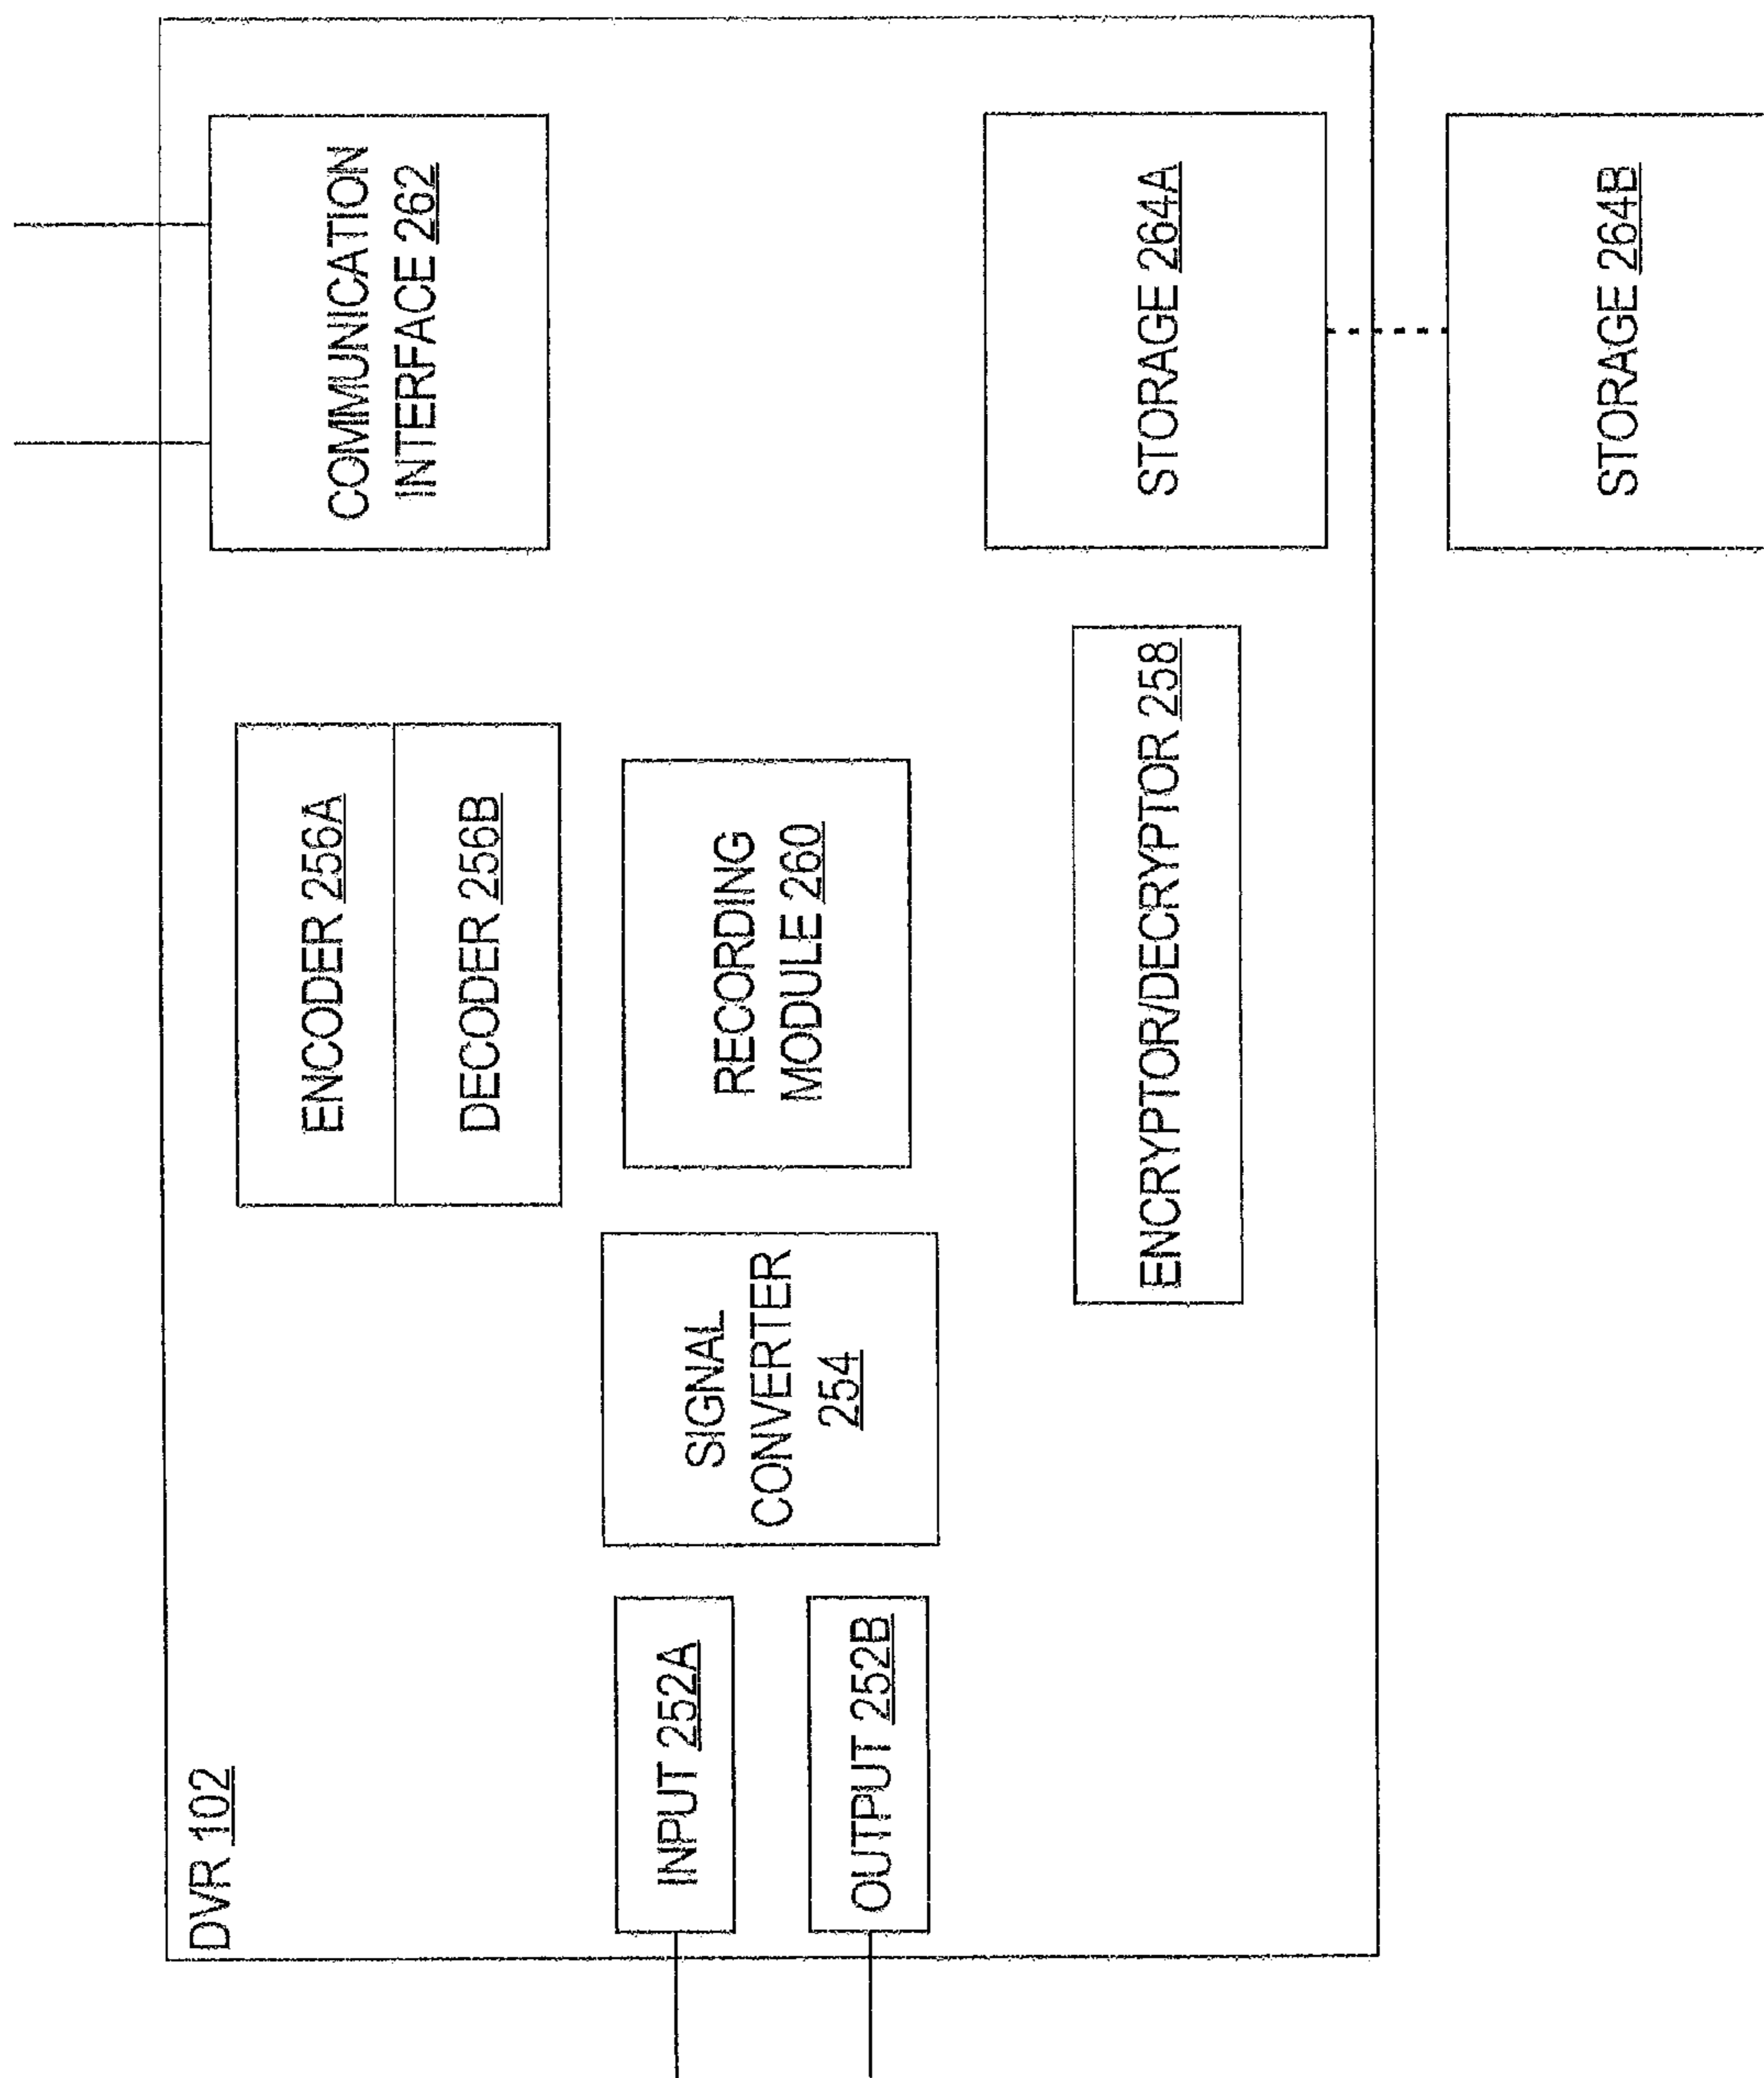 DVR 102
INPUT 252A
OUTPUT 252B
SIGNAL
CONVERTER
254
ENCODER 256A
DECODER 256B
RECORDING
MODULE 260
ENCRYPTOR/DECRYPTOR 258
COMMUNICATION
INTERFACE 262
STORAGE 264A
STORAGE 264B